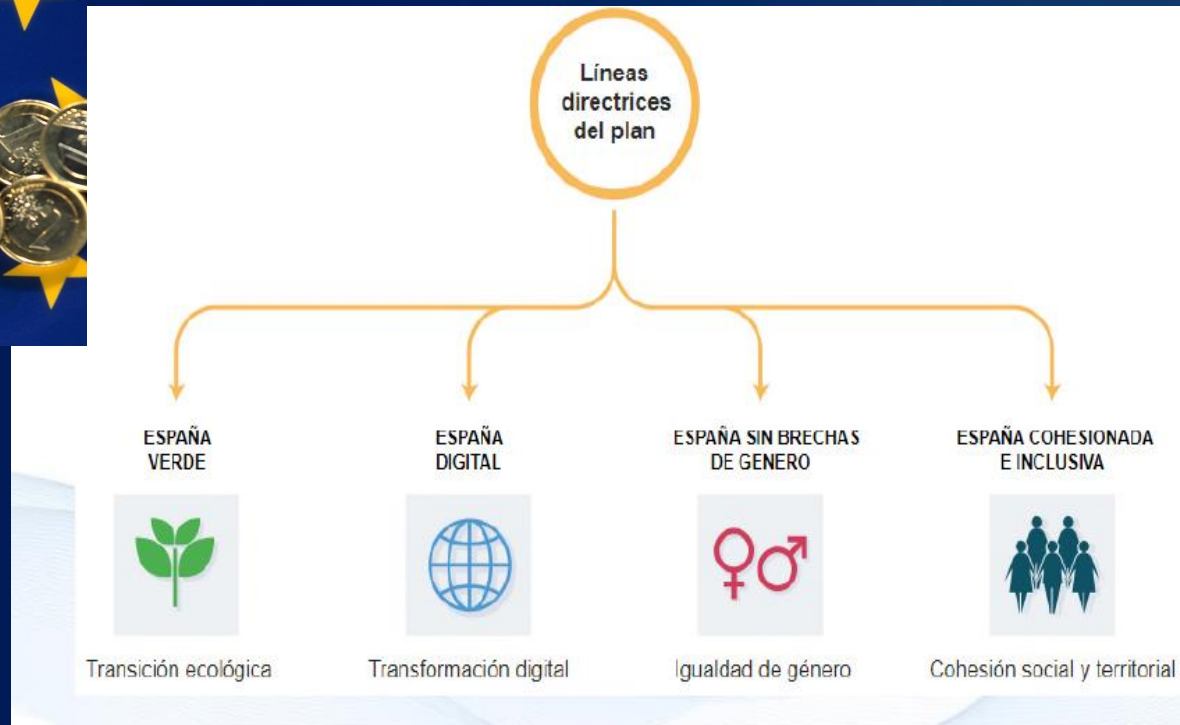 Líneas
directrices
del plan
ESPAÑA
VERDE
ESPAÑA
DIGITAL
ESPAÑA SIN BRECHAS
DE GENERO
ESPAÑA COHESIONADA
E INCLUSIVA
Transición ecológica
Transformación digital
Igualdad de género
Cohesión social y territorial